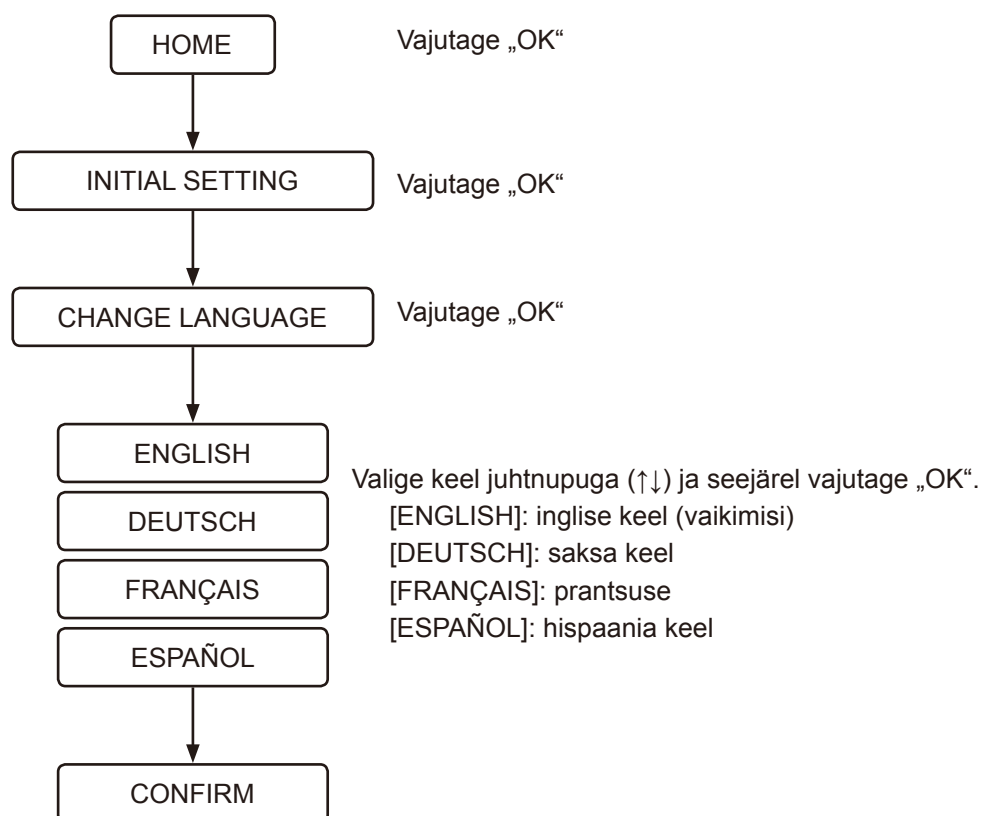 HOME
Vajutage „OK“
INITIAL SETTING
Vajutage „OK“
CHANGE LANGUAGE
Vajutage „OK“
ENGLISH
DEUTSCH
FRANÇAIS
ESPAÑOL
Valige keel juhtnupuga (↑↓) ja seejärel vajutage „OK“.
[ENGLISH]: inglise keel (vaikimisi)
[DEUTSCH]: saksa keel
[FRANÇAIS]: prantsuse
[ESPAÑOL]: hispaania keel
CONFIRM